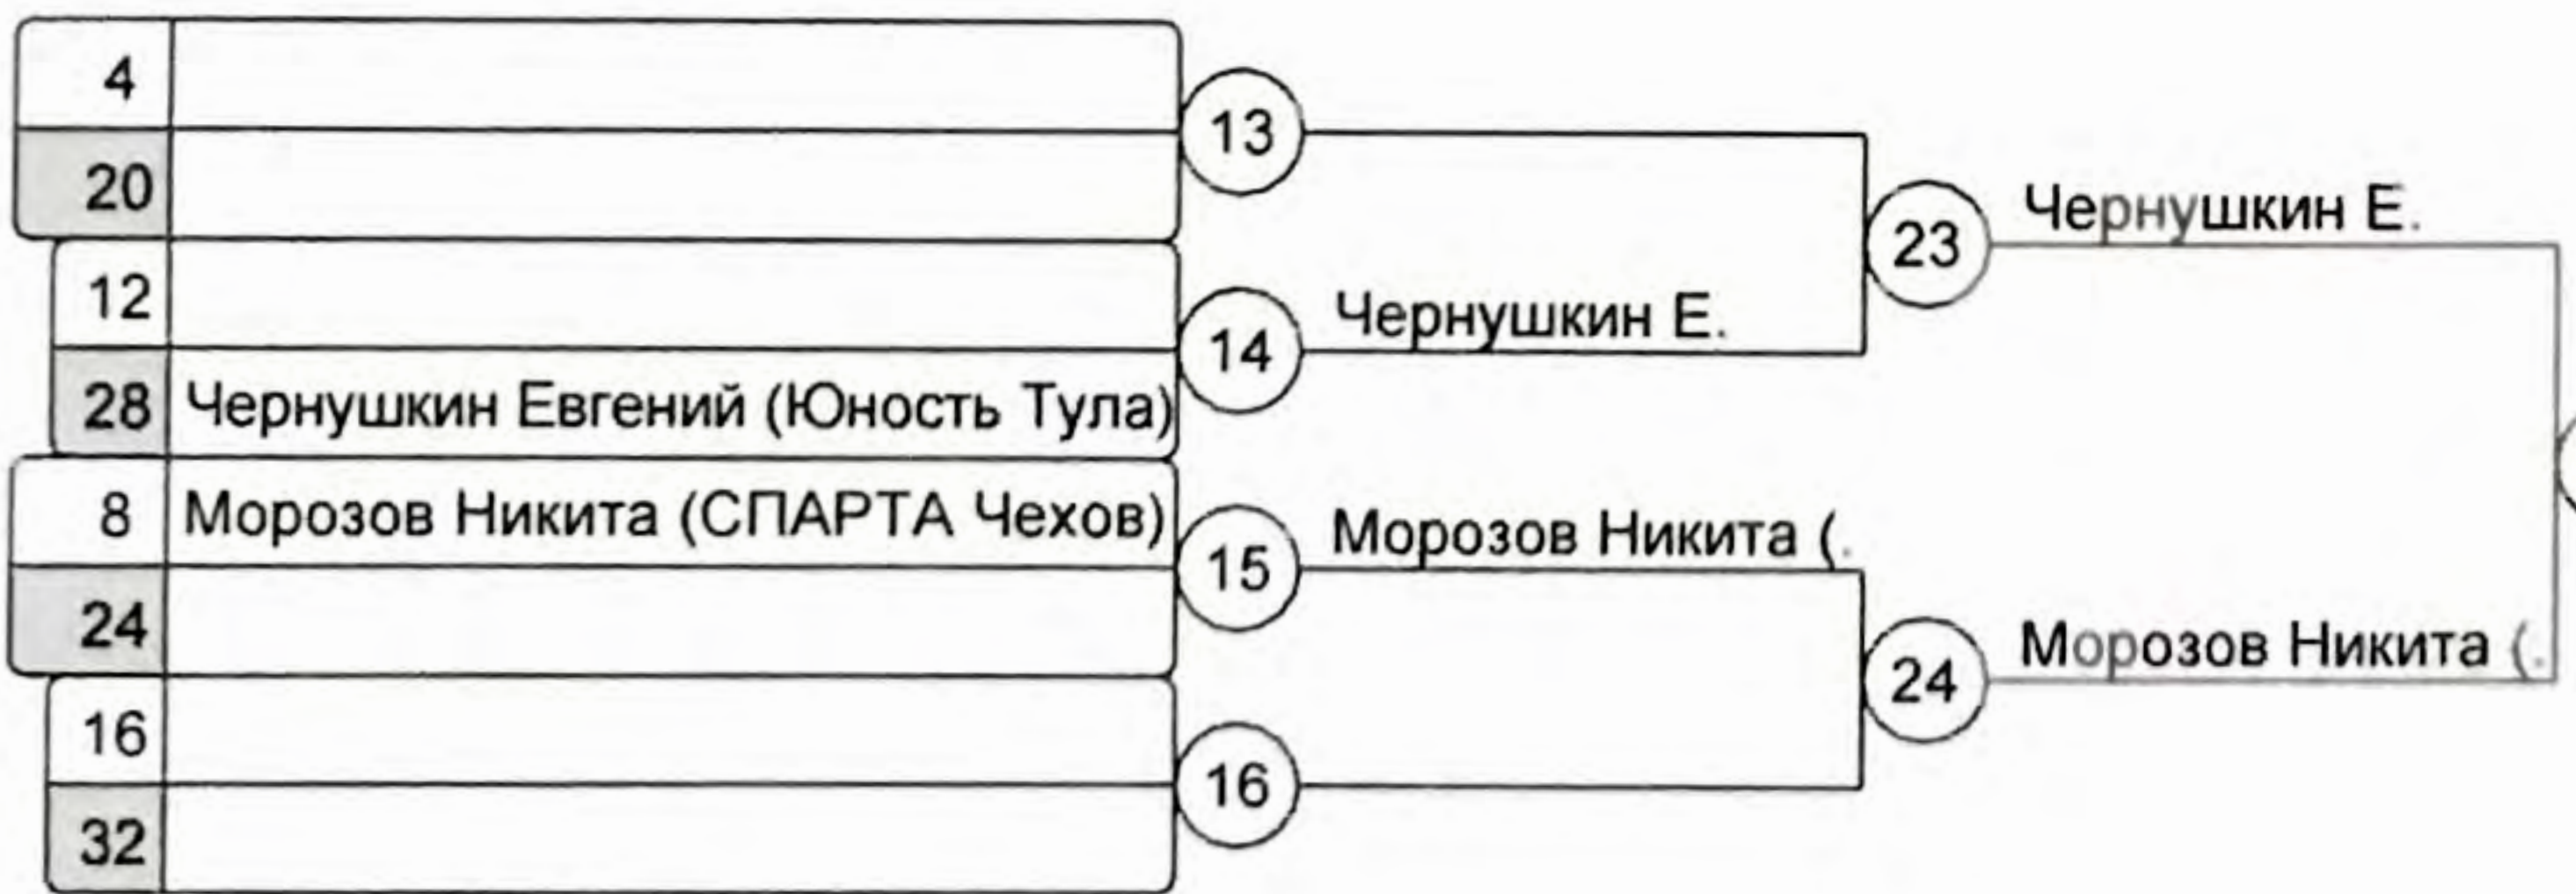 4
13
20
23 Чернушкин Е.
12
14 Чернушкин Е.
28 Чернушкин Евгений (Юность Тула)
8 Морозов Никита (СПАРТА Чехов)
15 Морозов Никита (.
24
24 Морозов Никита (.
16
16
32